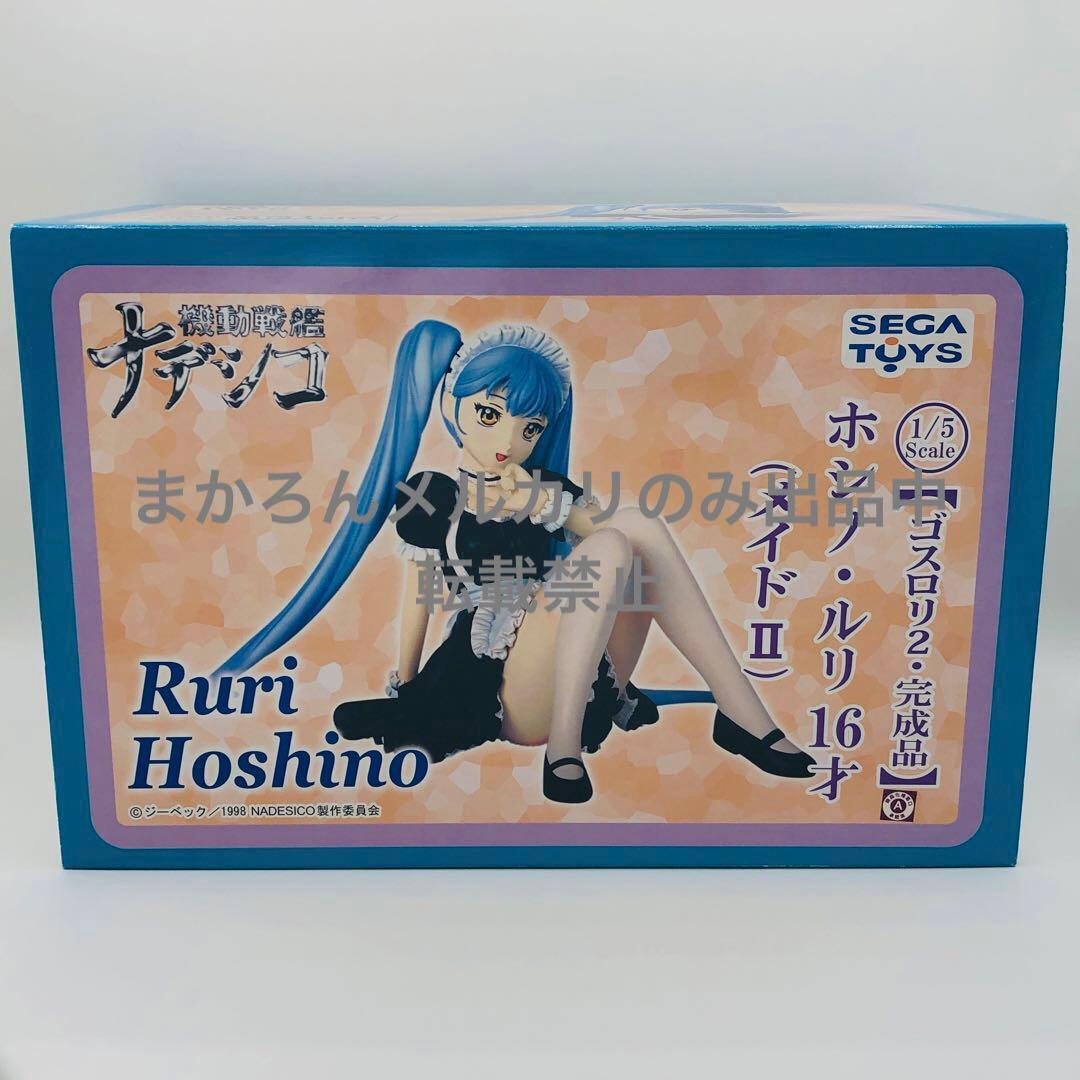 機動戦艦
ナデシコ
SEGA
TOYS
1/5
Scale
【ゴスロリ2・完成品】
ホシノ・ルリ16才
（メイドⅡ）
まかろんメルカリのみ出品中
転載禁止
Ruri
Hoshino
©ジーベック／1998 NADESICO製作委員会
A